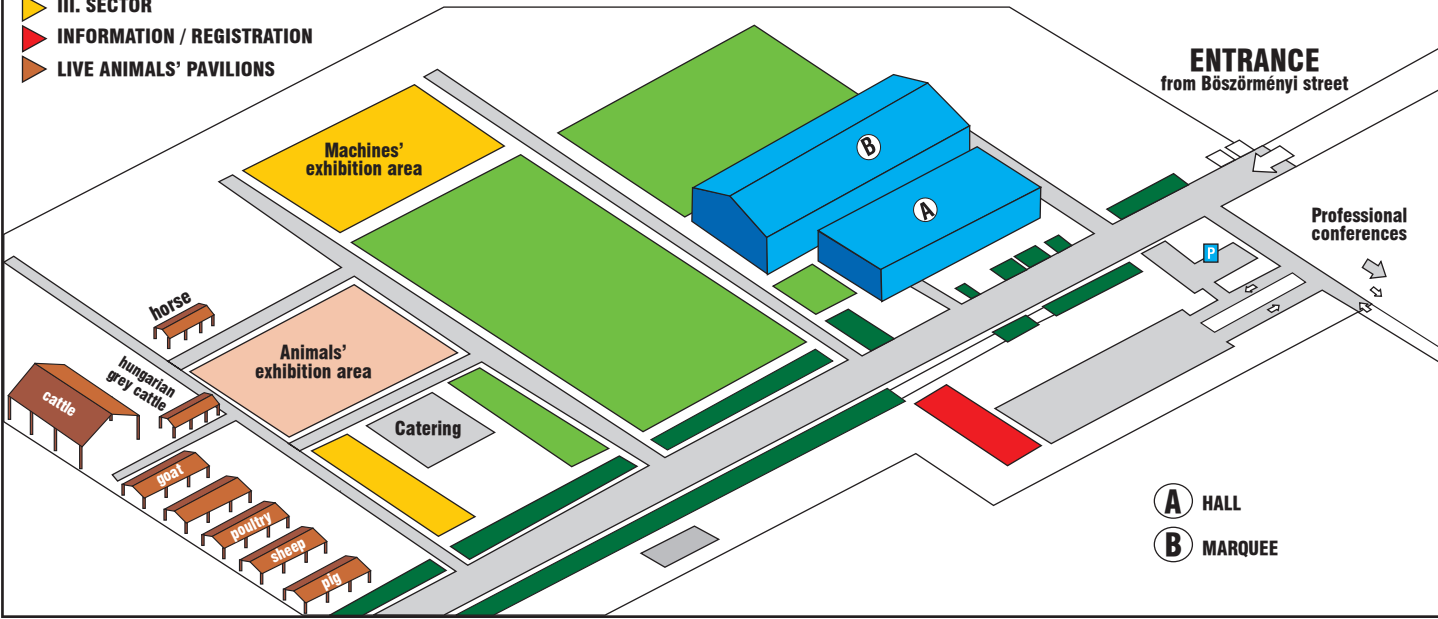 III. SECTOR
INFORMATION / REGISTRATION
LIVE ANIMALS' PAVILIONS
ENTRANCE
from Böszörményi street
Machines'
exhibition area
B
A
Professional
conferences
P
horse
Animals'
exhibition area
hungarian
grey cattle
cattle
Catering
goat
poultry
sheep
pig
A HALL
B MARQUEE